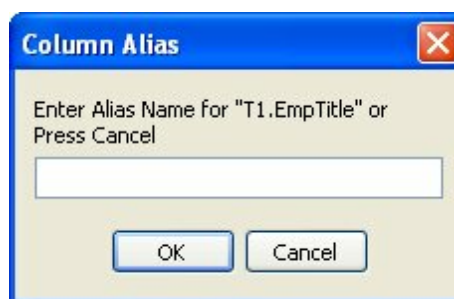 Column Alias
Enter Alias Name for "T1.EmpTitle" or
Press Cancel
OK
Cancel